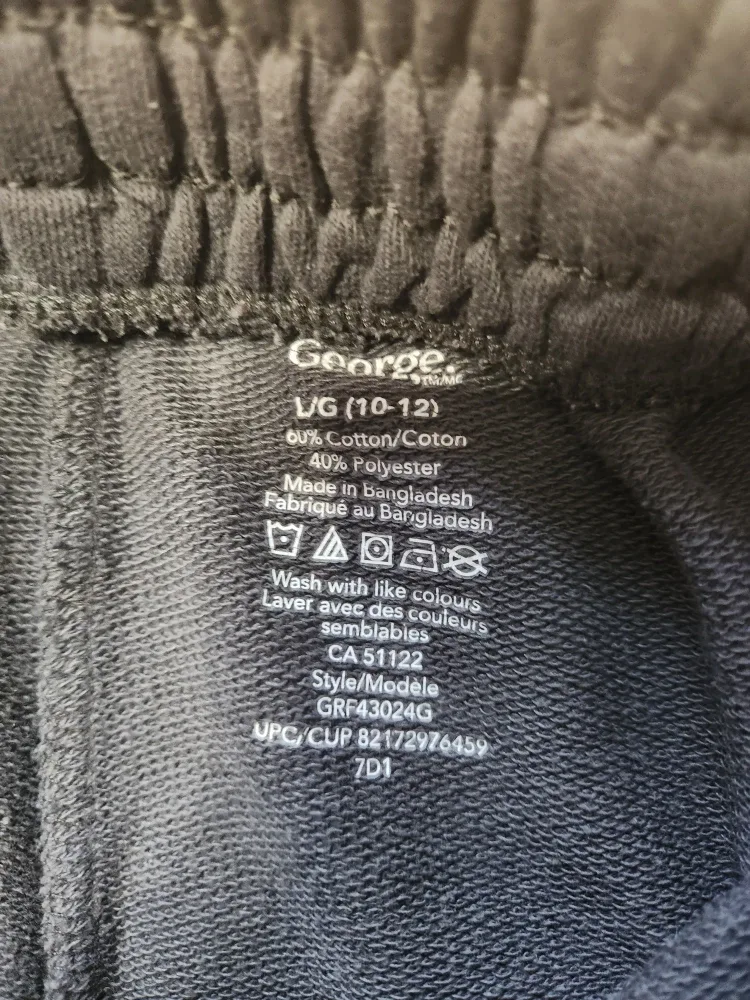 George.
TM/MC
L/G (10-12)
60% Cotton/Coton
40% Polyester
Made in Bangladesh
Fabriqué au Bangladesh
Wash with like colours
Laver avec des couleurs
semblables
CA 51122
Style/Modèle
GRF43024G
UPC/CUP 82172976459
7D1